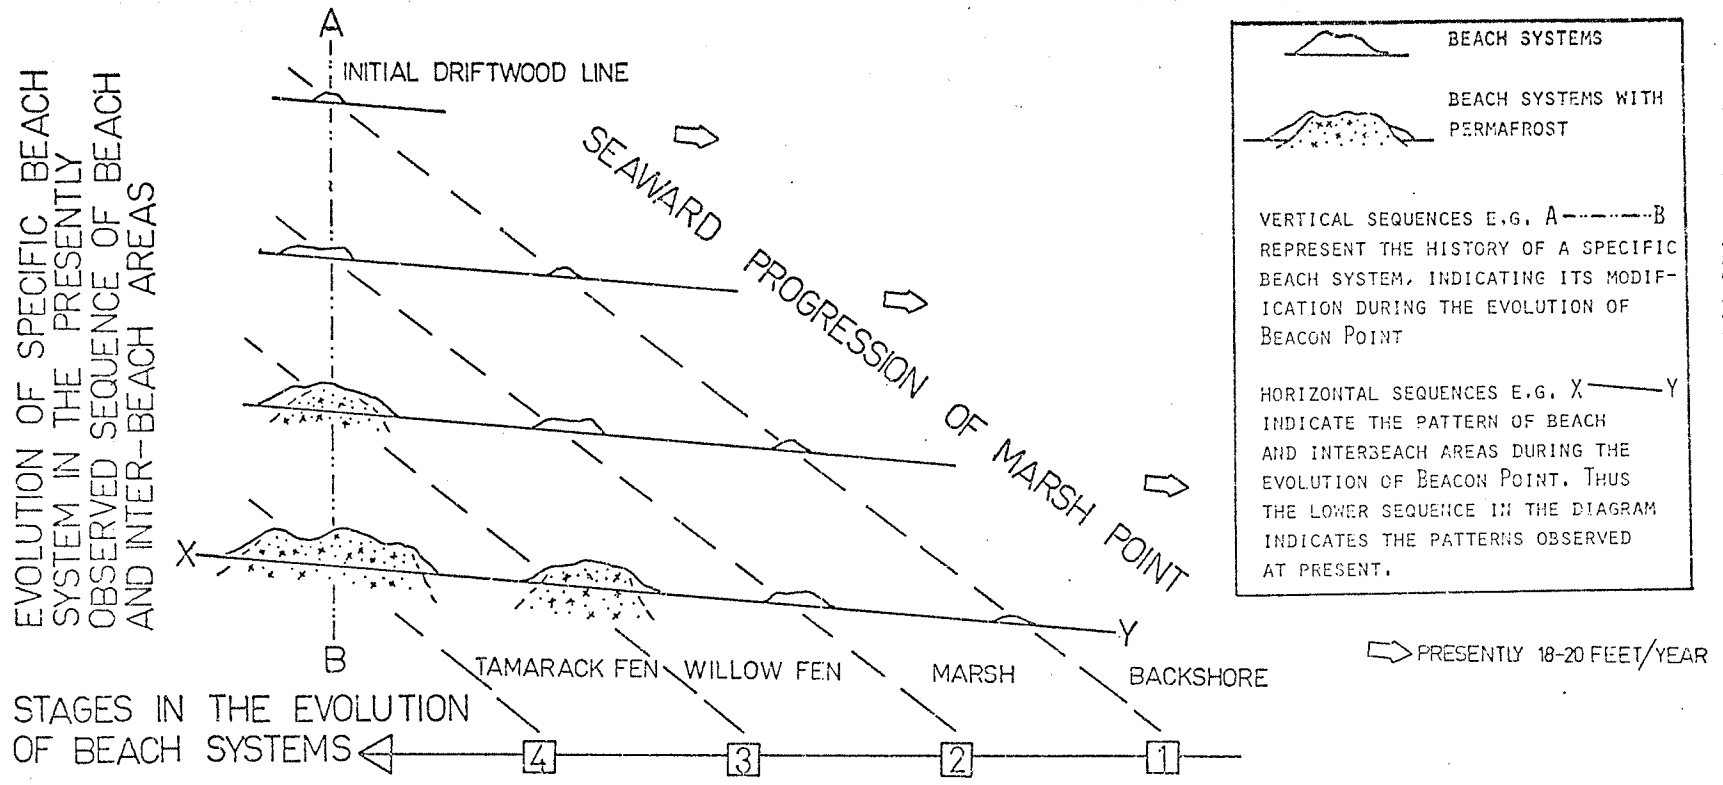 EVOLUTION OF SPECIFIC BEACH
SYSTEM IN THE PRESENTLY
OBSERVED SEQUENCE OF BEACH
AND INTER-BEACH AREAS
A
INITIAL DRIFTWOOD LINE
SEAWARD PROGRESSION OF MARSH POINT
X
Y
B
TAMARACK FEN
WILLOW FEN
MARSH
BACKSHORE
STAGES IN THE EVOLUTION
OF BEACH SYSTEMS
4
3
2
1
BEACH SYSTEMS
BEACH SYSTEMS WITH
PERMAFROST
VERTICAL SEQUENCES E.G. A B
REPRESENT THE HISTORY OF A SPECIFIC
BEACH SYSTEM, INDICATING ITS MODIF-
ICATION DURING THE EVOLUTION OF
BEACON POINT
HORIZONTAL SEQUENCES E.G. X Y
INDICATE THE PATTERN OF BEACH
AND INTERBEACH AREAS DURING THE
EVOLUTION OF BEACON POINT. THUS
THE LOWER SEQUENCE IN THE DIAGRAM
INDICATES THE PATTERNS OBSERVED
AT PRESENT.
PRESENTLY 18-20 FEET/YEAR